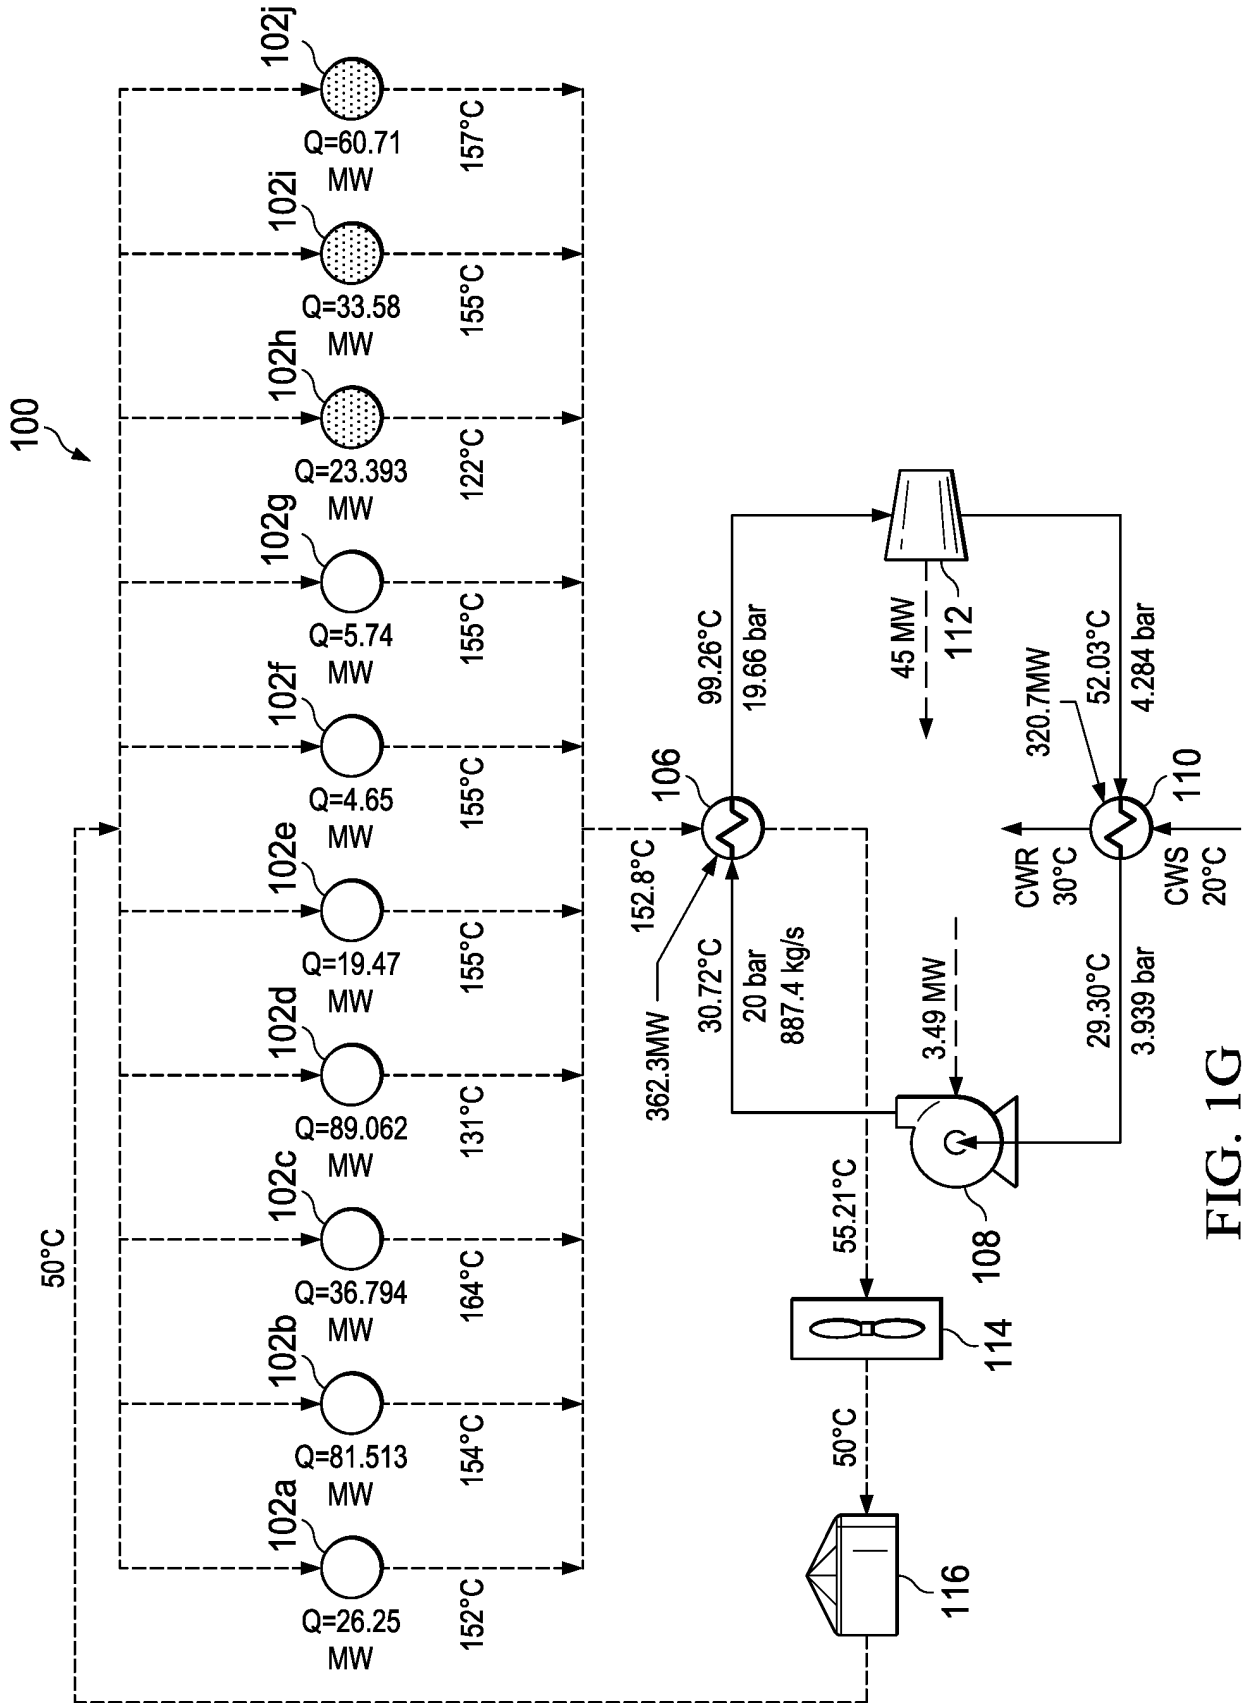 100
50°C
102a
Q=26.25
MW
152°C
102b
Q=81.513
MW
154°C
102c
Q=36.794
MW
164°C
102d
Q=89.062
MW
131°C
102e
Q=19.47
MW
155°C
102f
Q=4.65
MW
155°C
102g
Q=5.74
MW
155°C
102h
Q=23.393
MW
122°C
102i
Q=33.58
MW
155°C
102j
Q=60.71
MW
157°C
152.8°C
106
362.3MW
30.72°C
20 bar
887.4 kg/s
99.26°C
19.66 bar
45 MW
112
3.49 MW
108
55.21°C
114
50°C
116
320.7MW
52.03°C
4.284 bar
110
CWR
30°C
CWS
20°C
29.30°C
3.939 bar
FIG. 1G